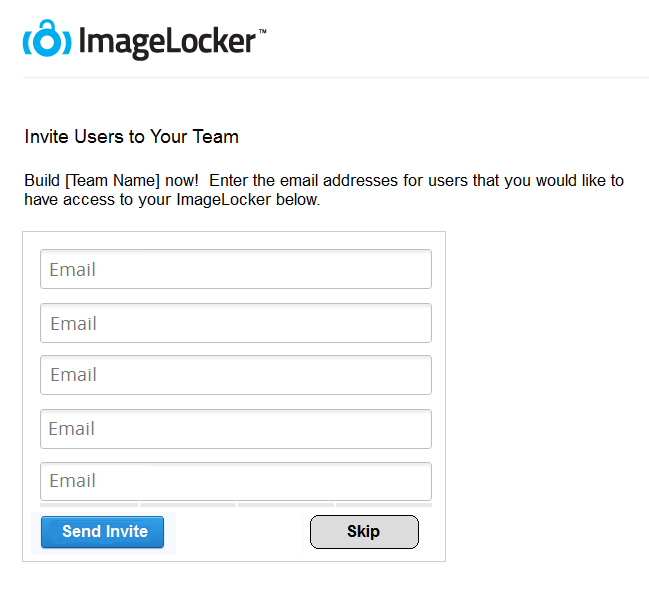 ImageLocker™
Invite Users to Your Team
Build [Team Name] now!  Enter the email addresses for users that you would like to
have access to your ImageLocker below.
Email
Email
Email
Email
Email
Send Invite
Skip